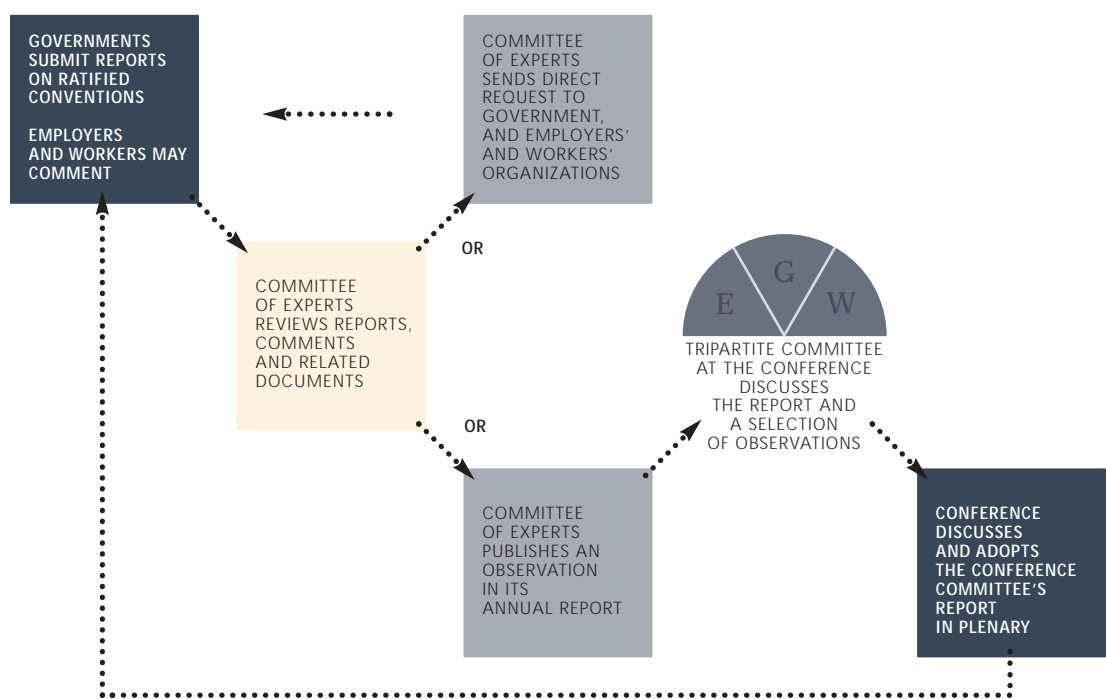 GOVERNMENTS
SUBMIT REPORTS
ON RATIFIED
CONVENTIONS
EMPLOYERS
AND WORKERS MAY
COMMENT
COMMITTEE
OF EXPERTS
SENDS DIRECT
REQUEST TO
GOVERNMENT,
AND EMPLOYERS’
AND WORKERS’
ORGANIZATIONS
OR
COMMITTEE
OF EXPERTS
REVIEWS REPORTS,
COMMENTS
AND RELATED
DOCUMENTS
OR
COMMITTEE
OF EXPERTS
PUBLISHES AN
OBSERVATION
IN ITS
ANNUAL REPORT
E
G
W
TRIPARTITE COMMITTEE
AT THE CONFERENCE
DISCUSSES
THE REPORT AND
A SELECTION
OF OBSERVATIONS
CONFERENCE
DISCUSSES
AND ADOPTS
THE CONFERENCE
COMMITTEE’S
REPORT
IN PLENARY